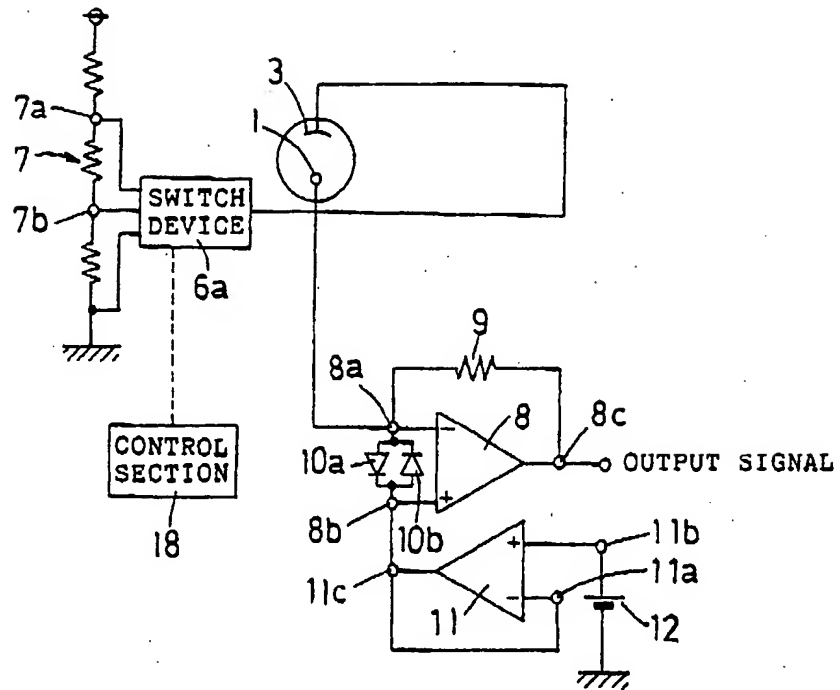 3
7a
1
7
SWITCH
DEVICE
7b
6a
9
8a
8
8c
CONTROL
SECTION
10a
OUTPUT SIGNAL
18
8b
10b
11b
11a
11c
11
12